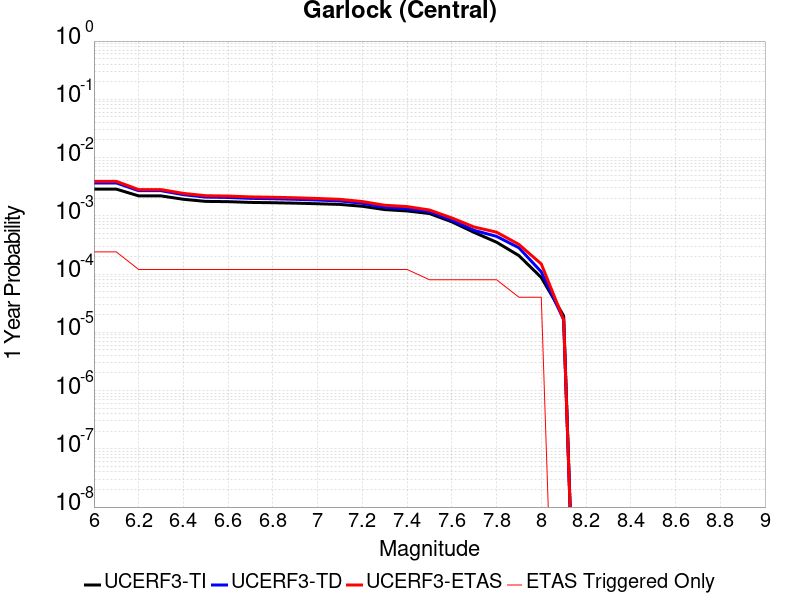 Garlock (Central)
10^0
10^-1
10^-2
10^-3
10^-4
10^-5
10^-6
10^-7
10^-8
1 Year Probability
6 6.2 6.4 6.6 6.8 7 7.2 7.4 7.6 7.8 8 8.2 8.4 8.6 8.8 9
Magnitude
UCERF3-TI UCERF3-TD UCERF3-ETAS ETAS Triggered Only